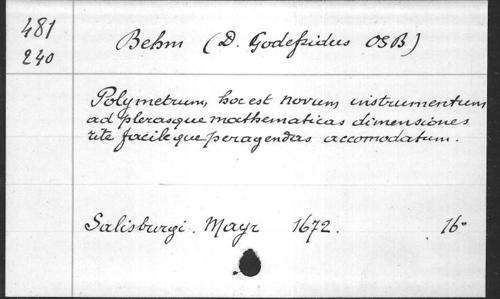 481
240
Behm (D. Godefridus OSB)
Polymetrum, hoc est novum instrumentum
ad plerasque mathematicas dimensiones
rite facileque peragendas accomodatum.
Salisburgi. Mayr 1672. 16°